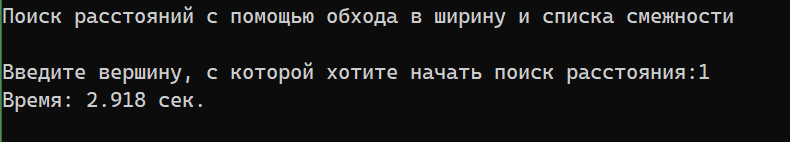 Поиск расстояний с помощью обхода в ширину и списка смежности
Введите вершину, с которой хотите начать поиск расстояния:1
Время: 2.918 сек.